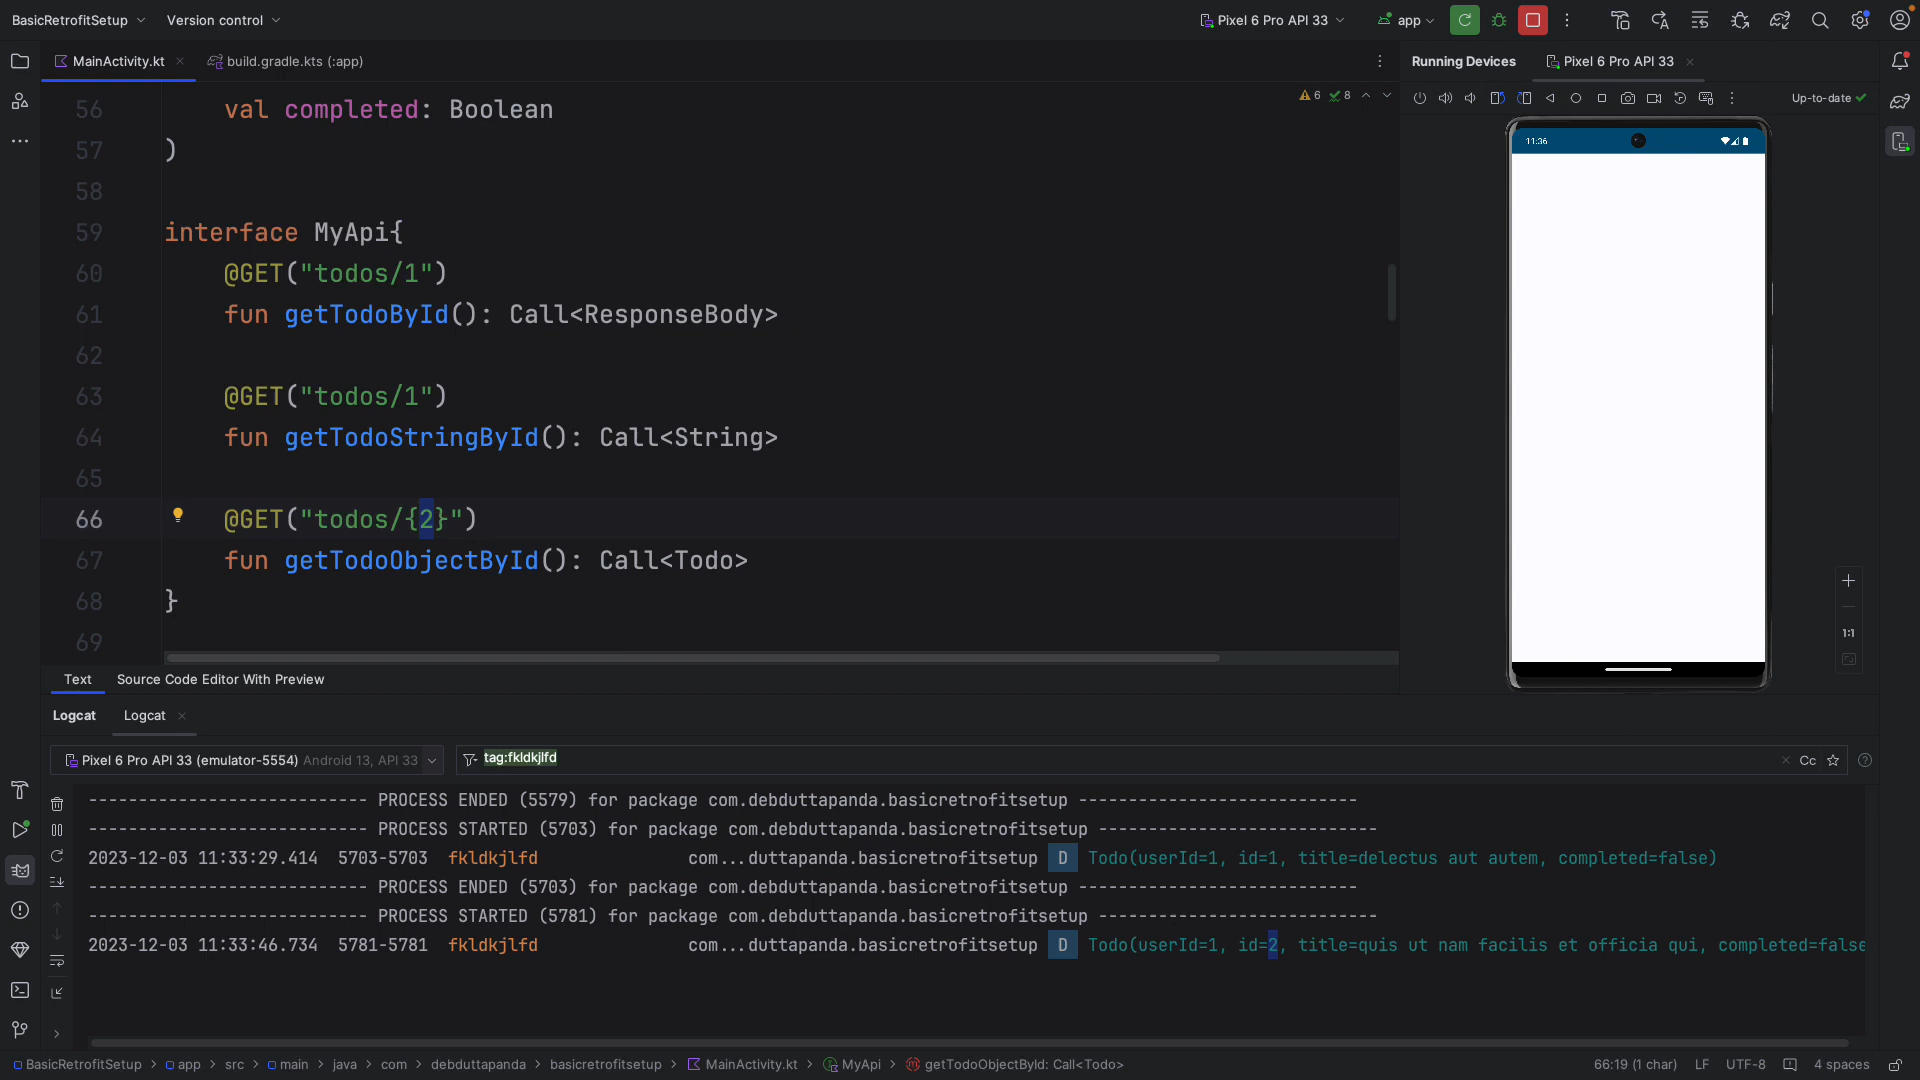 BasicRetrofitSetup Version control Pixel 6 Pro API 33 app
MainActivity.kt build.gradle.kts (:app) Running Devices Pixel 6 Pro API 33
6 8
Up-to-date
11:36
56 val completed: Boolean
57 )
58
59 interface MyApi{
60 @GET("todos/1")
61 fun getTodoById(): Call<ResponseBody>
62
63 @GET("todos/1")
64 fun getTodoStringById(): Call<String>
65
66 @GET("todos/{2}")
67 fun getTodoObjectById(): Call<Todo>
68 }
69
1:1
Text Source Code Editor With Preview
Logcat Logcat
Pixel 6 Pro API 33 (emulator-5554) Android 13, API 33 tag:fkldkjlfd Cc
---------------------------- PROCESS ENDED (5579) for package com.debduttapanda.basicretrofitsetup ----------------------------
---------------------------- PROCESS STARTED (5703) for package com.debduttapanda.basicretrofitsetup ----------------------------
2023-12-03 11:33:29.414 5703-5703 fkldkjlfd com...duttapanda.basicretrofitsetup D Todo(userId=1, id=1, title=delectus aut autem, completed=false)
---------------------------- PROCESS ENDED (5703) for package com.debduttapanda.basicretrofitsetup ----------------------------
---------------------------- PROCESS STARTED (5781) for package com.debduttapanda.basicretrofitsetup ----------------------------
2023-12-03 11:33:46.734 5781-5781 fkldkjlfd com...duttapanda.basicretrofitsetup D Todo(userId=1, id=2, title=quis ut nam facilis et officia qui, completed=false
BasicRetrofitSetup > app > src > main > java > com > debduttapanda > basicretrofitsetup > MainActivity.kt > MyApi > getTodoObjectById: Call<Todo> 66:19 (1 char) LF UTF-8 4 spaces